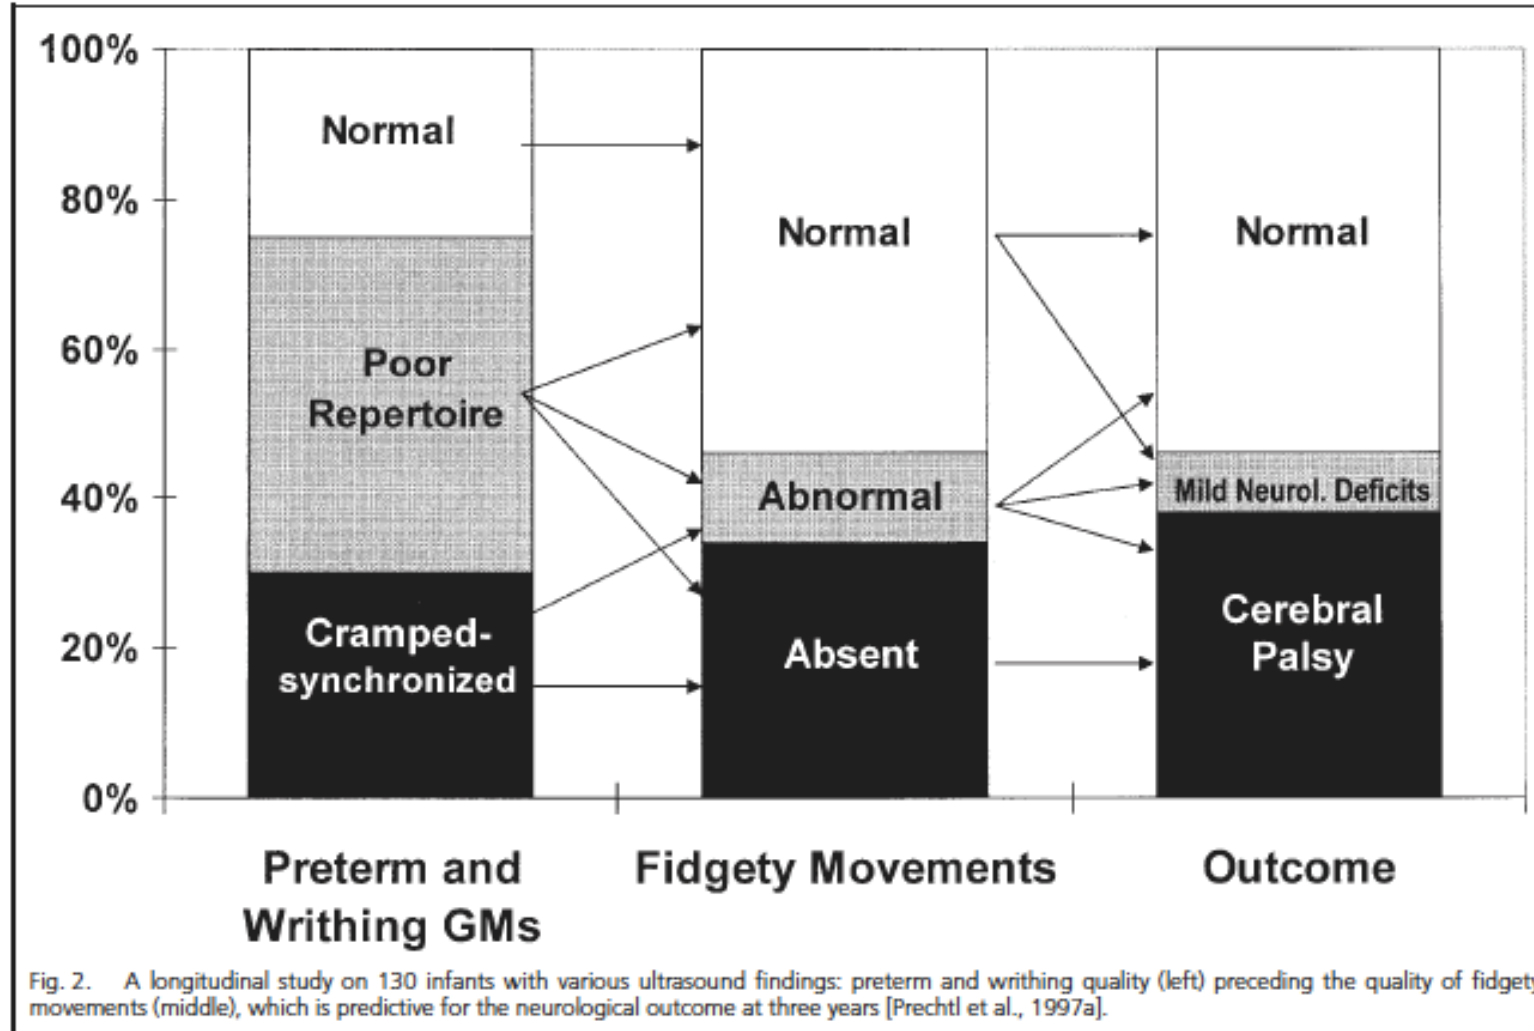 100%
80%
60%
40%
20%
0%
Normal
Poor
Repertoire
Cramped-
synchronized
Normal
Abnormal
Absent
Normal
Mild Neurol. Deficits
Cerebral
Palsy
Preterm and
Writhing GMs
Fidgety Movements
Outcome
Fig. 2. A longitudinal study on 130 infants with various ultrasound findings: preterm and writhing quality (left) preceding the quality of fidgety
movements (middle), which is predictive for the neurological outcome at three years [Prechtl et al., 1997a].